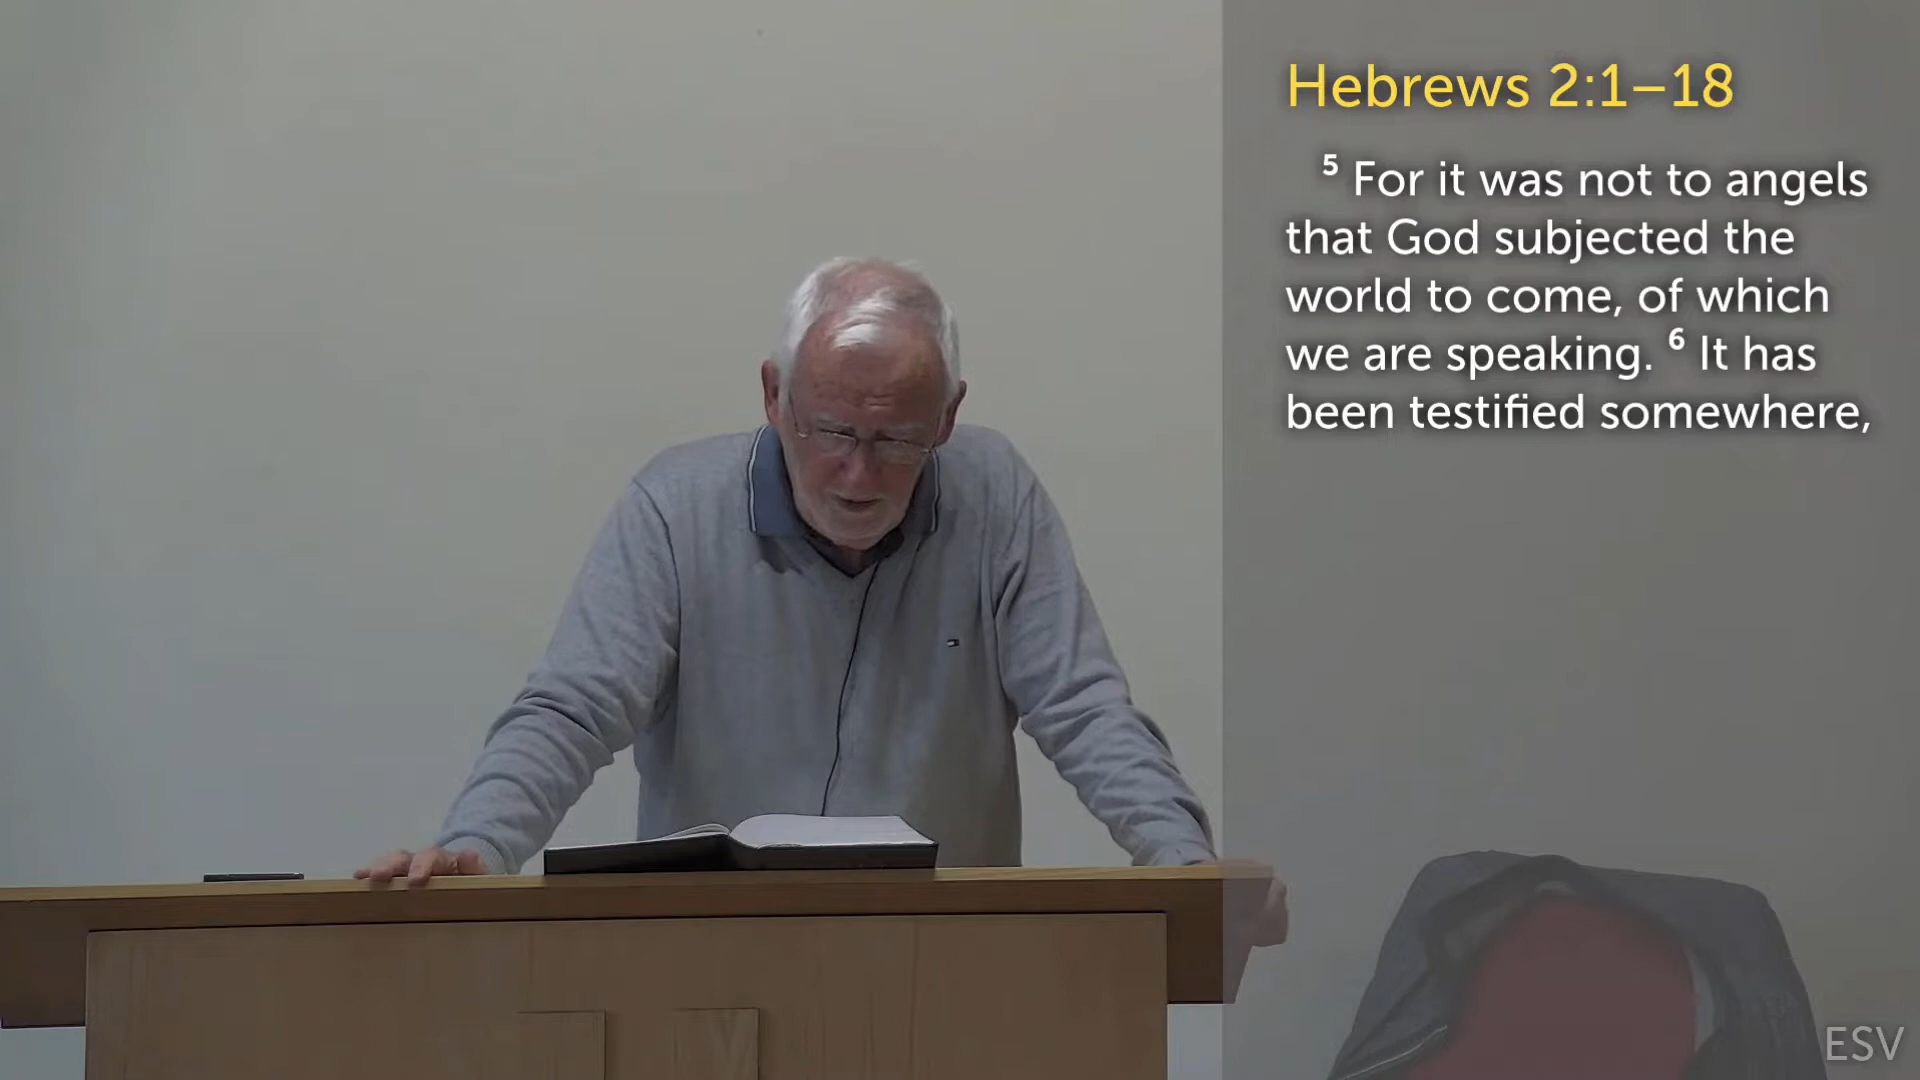 Hebrews 2:1–18
⁵ For it was not to angels
that God subjected the
world to come, of which
we are speaking. ⁶ It has
been testified somewhere,
ESV